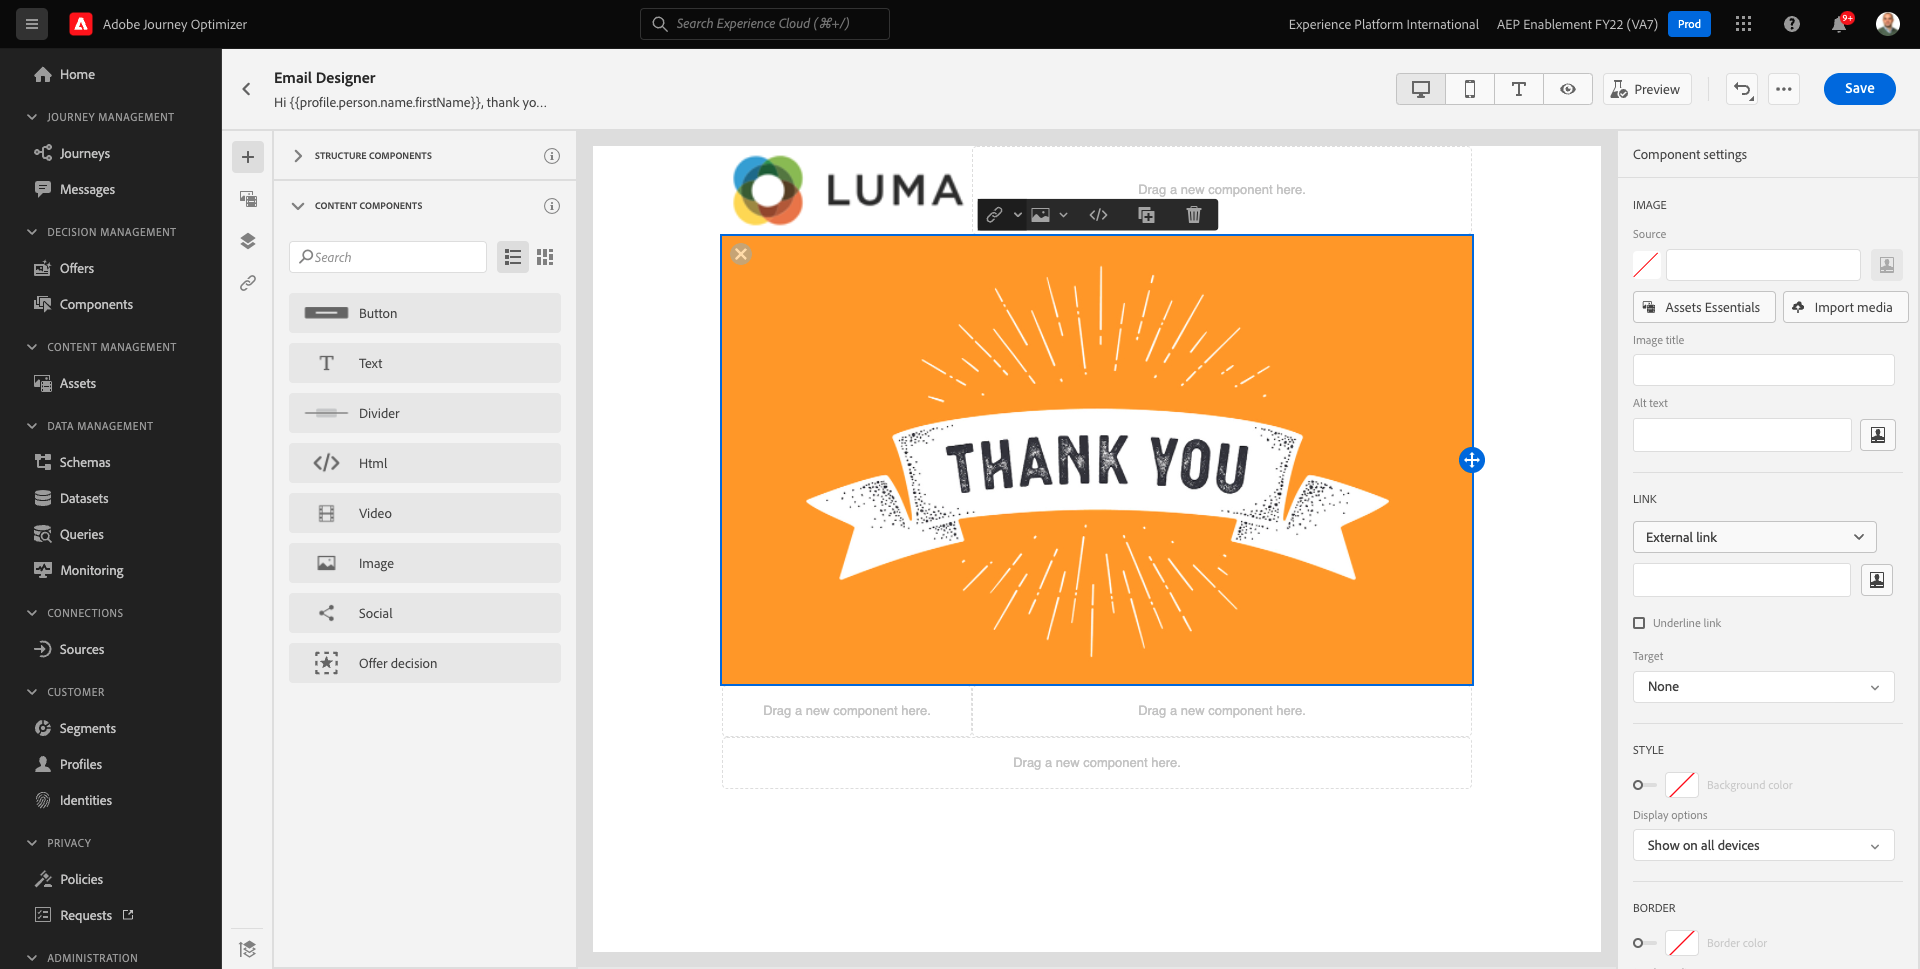 Adobe Journey Optimizer
Search Experience Cloud (⌘+/)
Experience Platform International
AEP Enablement FY22 (VA7)
Prod
9+
Home
JOURNEY MANAGEMENT
Journeys
Messages
DECISION MANAGEMENT
Offers
Components
CONTENT MANAGEMENT
Assets
DATA MANAGEMENT
Schemas
Datasets
Queries
Monitoring
CONNECTIONS
Sources
CUSTOMER
Segments
Profiles
Identities
PRIVACY
Policies
Requests
ADMINISTRATION
Email Designer
Hi {{profile.person.name.firstName}}, thank yo...
Preview
Save
STRUCTURE COMPONENTS
CONTENT COMPONENTS
Search
Button
Text
Divider
Html
Video
Image
Social
Offer decision
LUMA
Drag a new component here.
THANK YOU
Drag a new component here.
Drag a new component here.
Drag a new component here.
Component settings
IMAGE
Source
Assets Essentials
Import media
Image title
Alt text
LINK
External link
Underline link
Target
None
STYLE
Background color
Display options
Show on all devices
BORDER
Border color